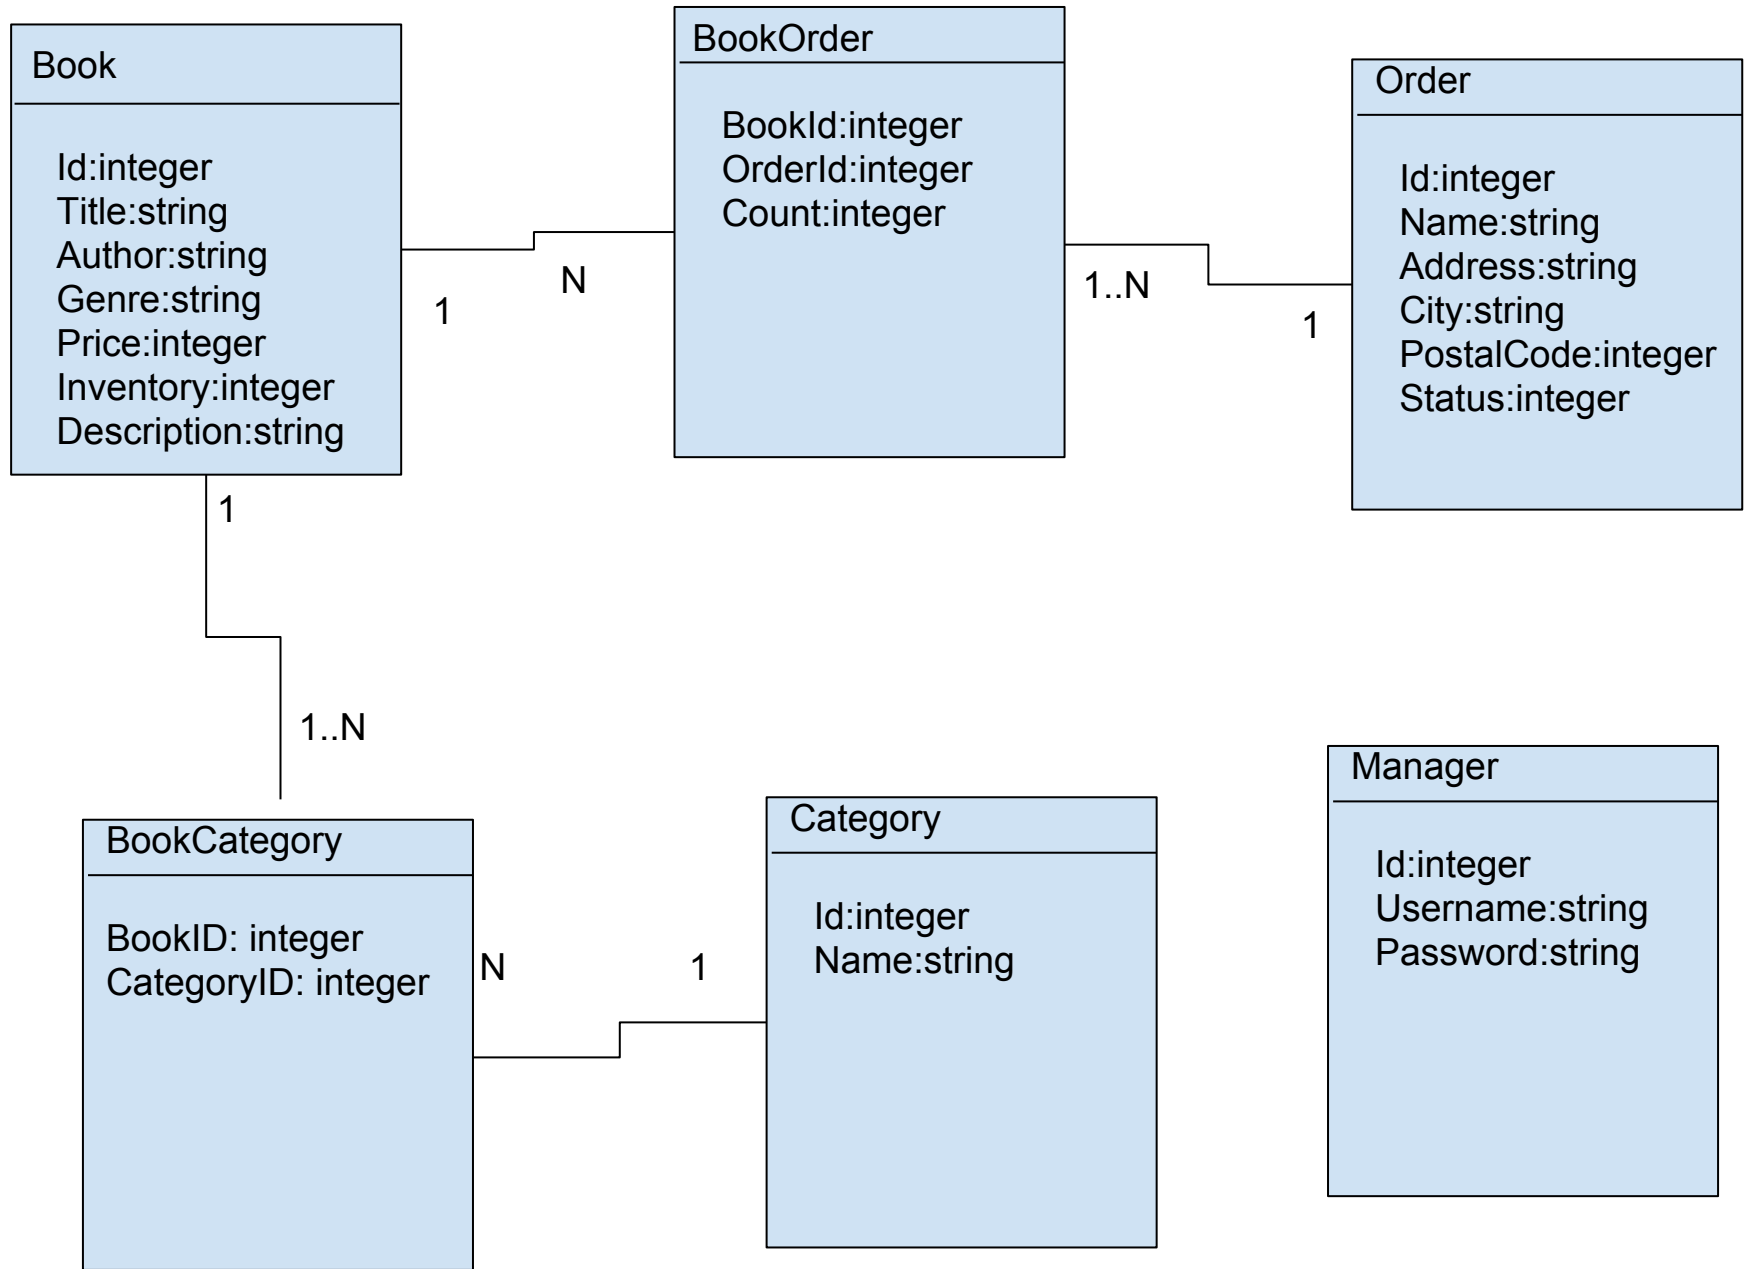 Book
Id:integer
Title:string
Author:string
Genre:string
Price:integer
Inventory:integer
Description:string
1
N
BookOrder
BookId:integer
OrderId:integer
Count:integer
1..N
1
Order
Id:integer
Name:string
Address:string
City:string
PostalCode:integer
Status:integer
1
1..N
BookCategory
BookID: integer
CategoryID: integer
N
1
Category
Id:integer
Name:string
Manager
Id:integer
Username:string
Password:string